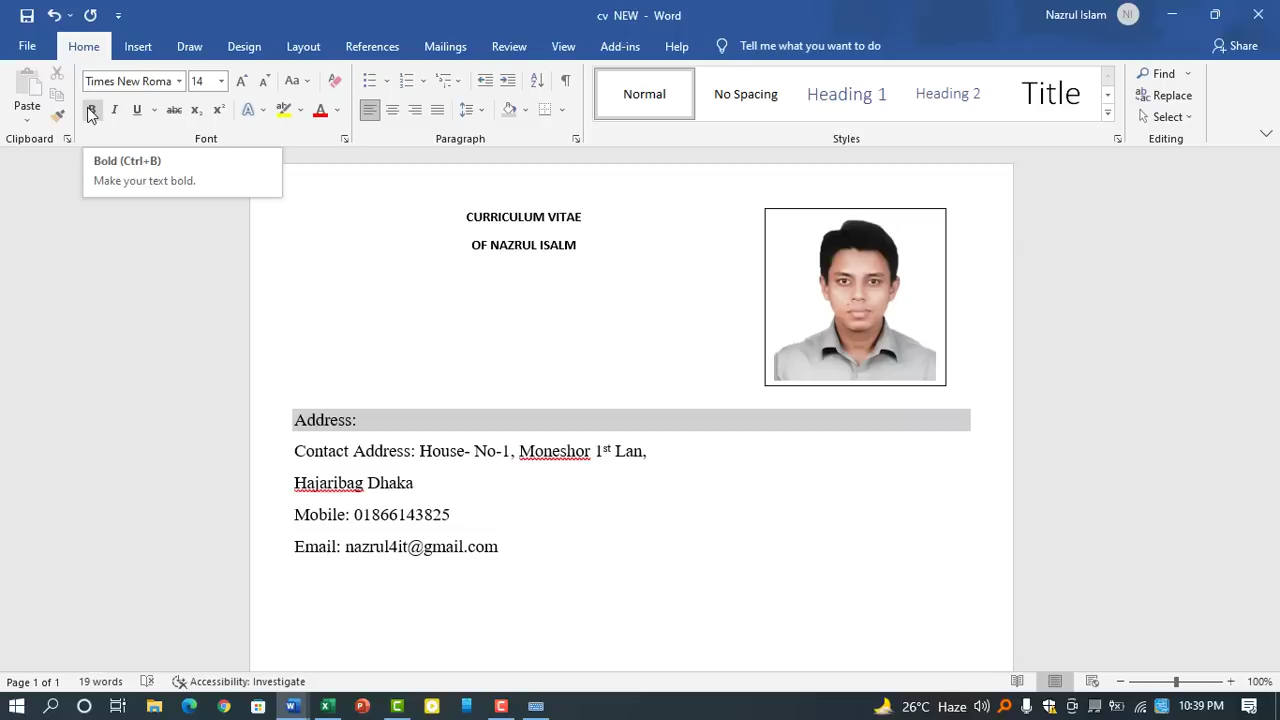 cv NEW - Word
Nazrul Islam
NI
File
Home
Insert
Draw
Design
Layout
References
Mailings
Review
View
Add-ins
Help
Tell me what you want to do
Share
Paste
Times New Roma
14
Aa
Normal
No Spacing
Heading 1
Heading 2
Title
Find
Replace
Select
Clipboard
Font
Paragraph
Styles
Editing
Bold (Ctrl+B)
Make your text bold.
CURRICULUM VITAE
OF NAZRUL ISALM
Address:
Contact Address: House- No-1, Moneshor 1st Lan,
Hajaribag Dhaka
Mobile: 01866143825
Email: nazrul4it@gmail.com
Page 1 of 1
19 words
Accessibility: Investigate
100%
26°C Haze
10:39 PM